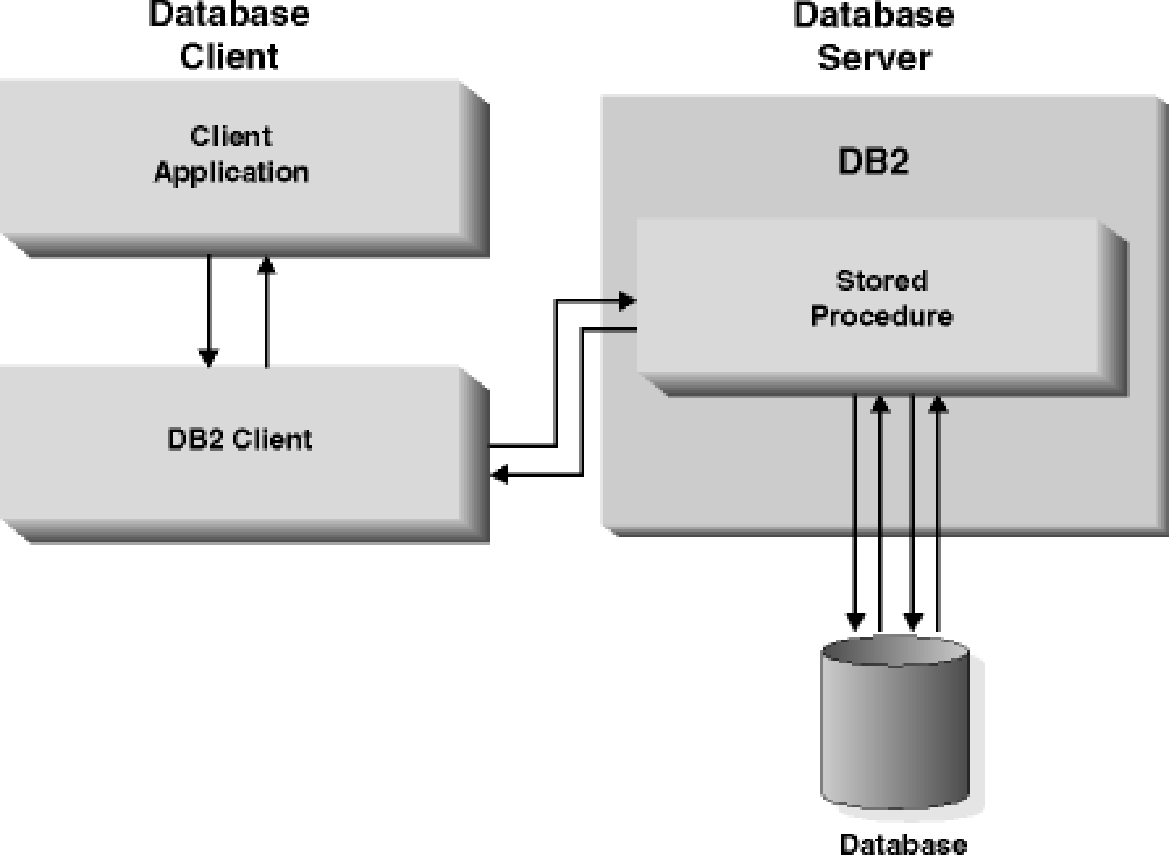 Database
Client
Client
Application
DB2 Client
Database
Server
DB2
Stored
Procedure
Database